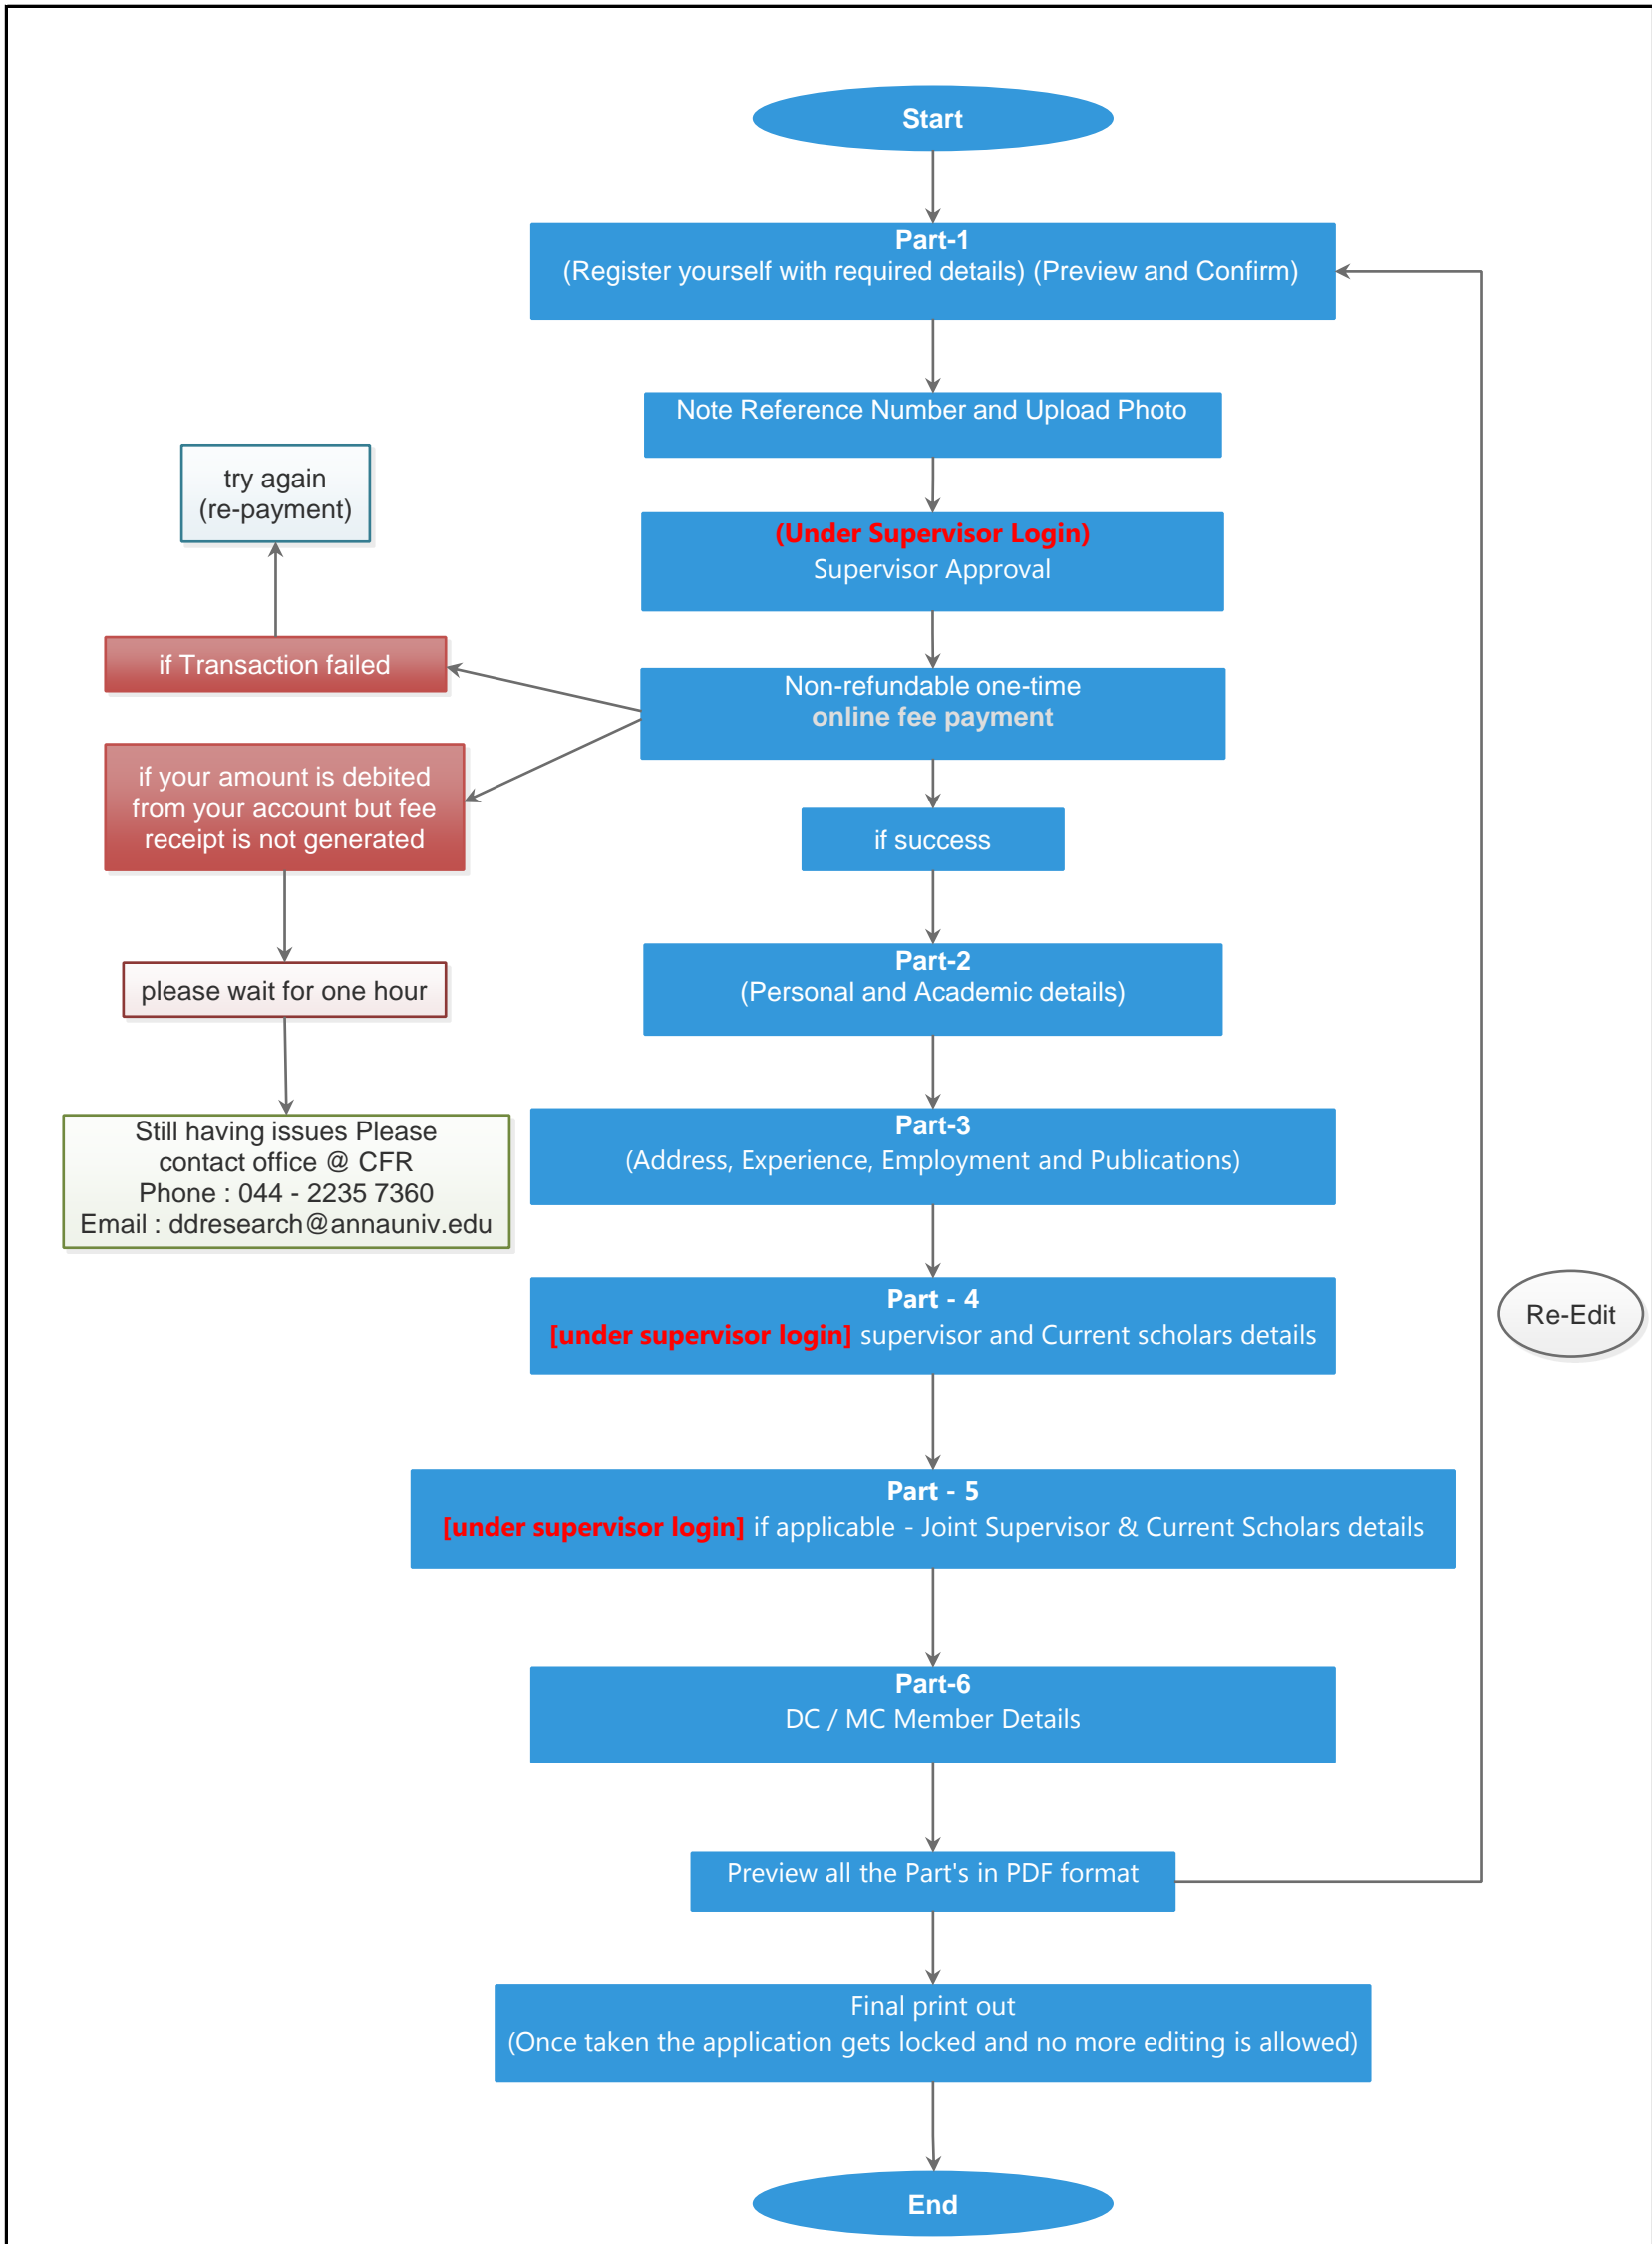 Start
Part-1
(Register yourself with required details) (Preview and Confirm)
Note Reference Number and Upload Photo
try again
(re-payment)
(Under Supervisor Login)
Supervisor Approval
if Transaction failed
Non-refundable one-time
online fee payment
if your amount is debited
from your account but fee
receipt is not generated
if success
please wait for one hour
Part-2
(Personal and Academic details)
Still having issues Please
contact office @ CFR
Phone : 044 - 2235 7360
Email : ddresearch@annauniv.edu
Part-3
(Address, Experience, Employment and Publications)
Part - 4
[under supervisor login] supervisor and Current scholars details
Re-Edit
Part - 5
[under supervisor login] if applicable - Joint Supervisor & Current Scholars details
Part-6
DC / MC Member Details
Preview all the Part's in PDF format
Final print out
(Once taken the application gets locked and no more editing is allowed)
End